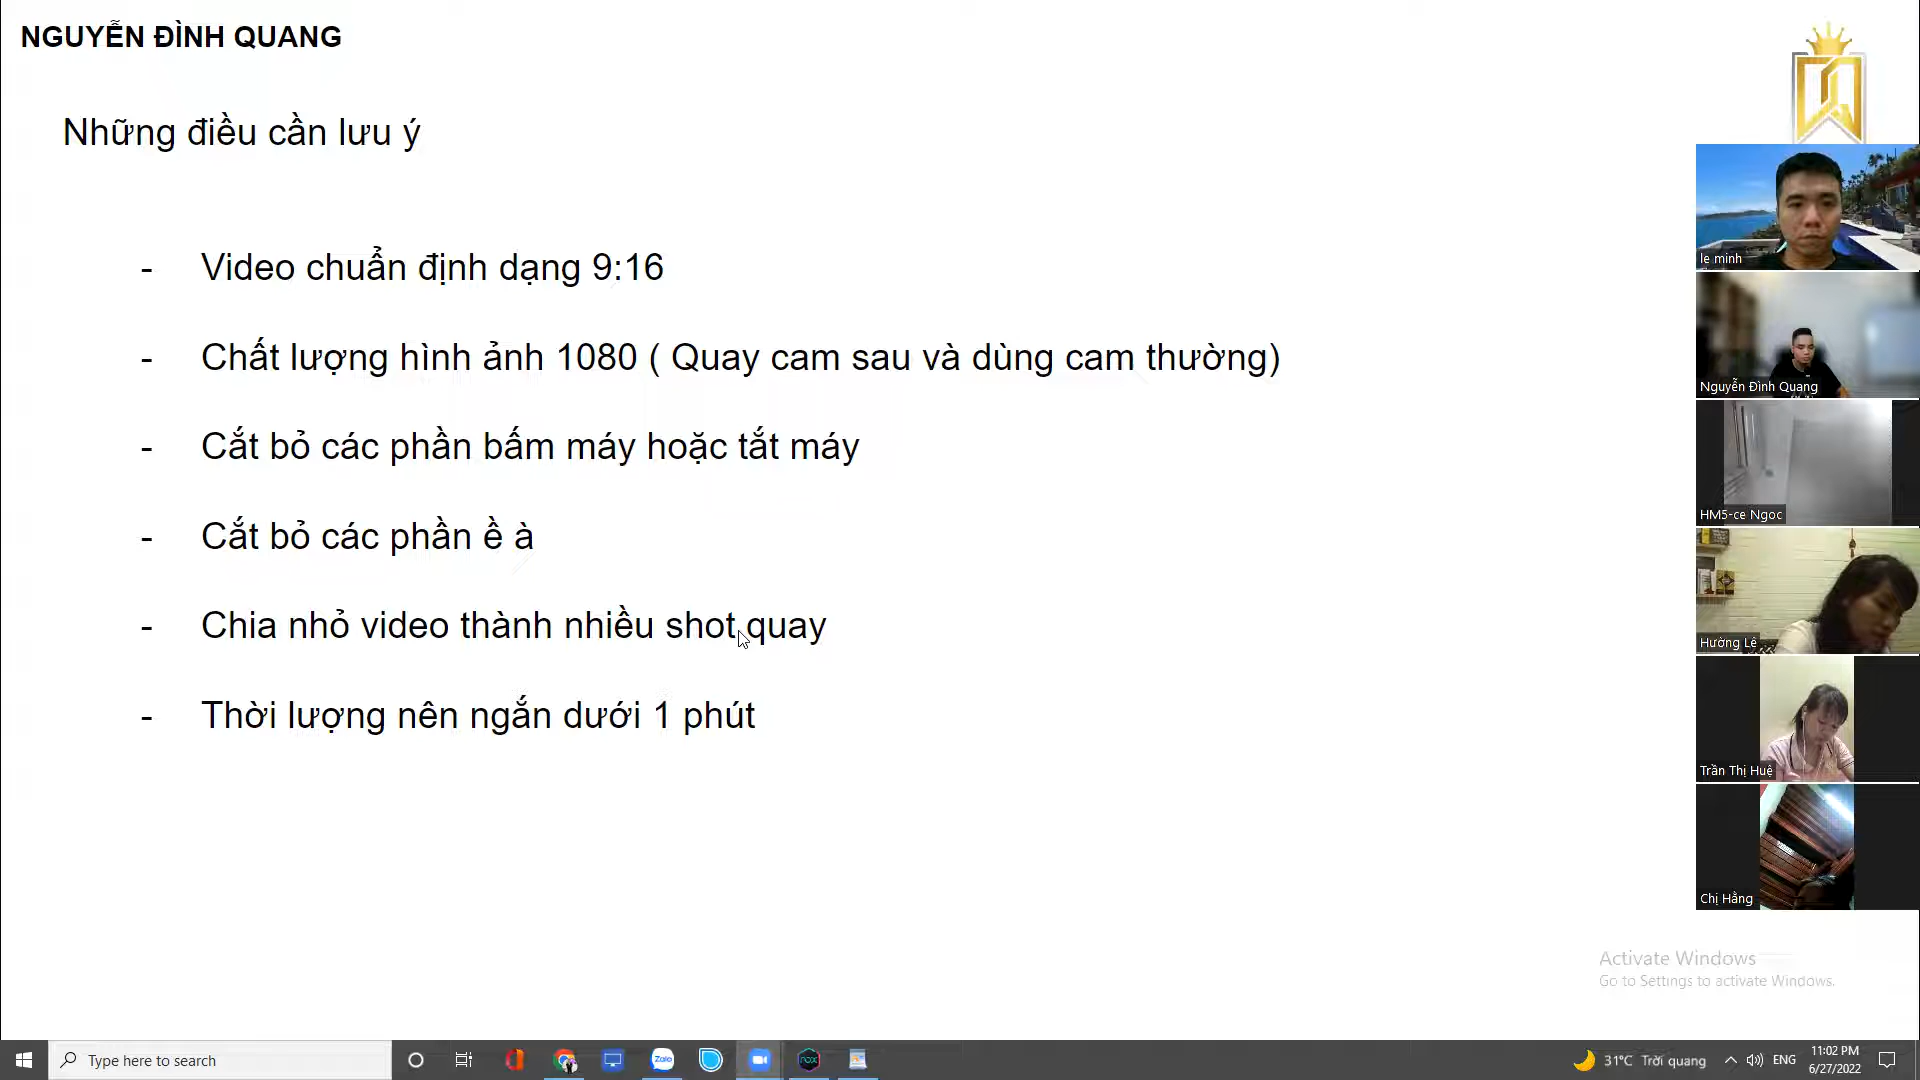 NGUYỄN ĐÌNH QUANG
Những điều cần lưu ý
- Video chuẩn định dạng 9:16
- Chất lượng hình ảnh 1080 ( Quay cam sau và dùng cam thường)
- Cắt bỏ các phần bấm máy hoặc tắt máy
- Cắt bỏ các phần ề à
- Chia nhỏ video thành nhiều shot quay
- Thời lượng nên ngắn dưới 1 phút
le minh
Nguyễn Đình Quang
HM5-ce Ngoc
Hường Lê
Trần Thị Huệ
Chị Hằng
Activate Windows
Go to Settings to activate Windows.
Type here to search
Zalo
nox
31°C Trời quang
ENG
11:02 PM
6/27/2022